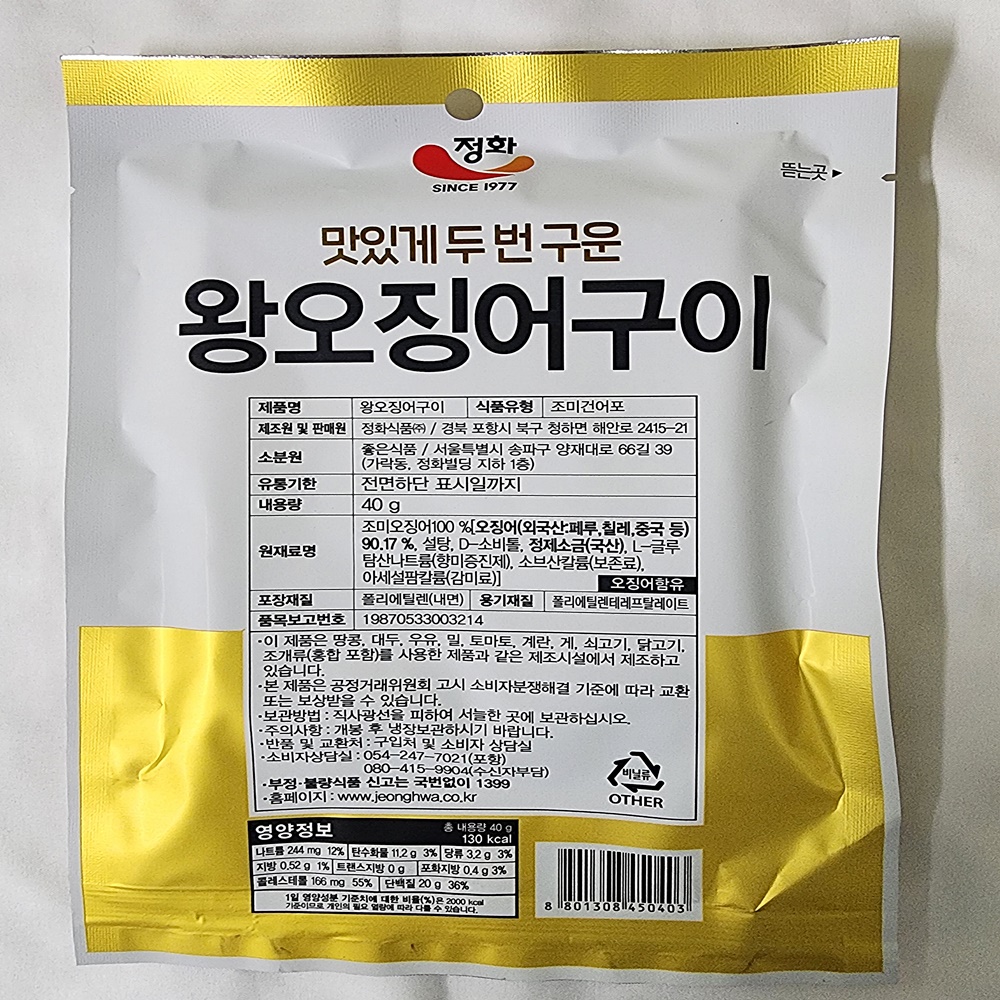 정화
SINCE 1977
뜯는곳▶
맛있게 두 번 구운
왕오징어구이
제품명 왕오징어구이 식품유형 조미건어포
제조원 및 판매원 정화식품㈜ / 경북 포항시 북구 청하면 해안로 2415-21
소분원 좋은식품 / 서울특별시 송파구 양재대로 66길 39
(가락동, 정화빌딩 지하 1층)
유통기한 전면하단 표시일까지
내용량 40 g
원재료명 조미오징어100 %[오징어(외국산:페루,칠레,중국 등)
90.17 %, 설탕, D-소비톨, 정제소금(국산), L-글루
탐산나트륨(향미증진제), 소브산칼륨(보존료),
아세설팜칼륨(감미료)]
오징어함유
포장재질 폴리에틸렌(내면) 용기재질 폴리에틸렌테레프탈레이트
품목보고번호 19870533003214
·이 제품은 땅콩, 대두, 우유, 밀, 토마토, 계란, 게, 쇠고기, 닭고기,
조개류(홍합 포함)를 사용한 제품과 같은 제조시설에서 제조하고
있습니다.
·본 제품은 공정거래위원회 고시 소비자분쟁해결 기준에 따라 교환
또는 보상받을 수 있습니다.
·보관방법 : 직사광선을 피하여 서늘한 곳에 보관하십시오.
·주의사항 : 개봉 후 냉장보관하시기 바랍니다.
·반품 및 교환처 : 구입처 및 소비자 상담실
·소비자상담실 : 054-247-7021(포항)
080-415-9904(수신자부담)
·부정·불량식품 신고는 국번없이 1399
·홈페이지 : www.jeonghwa.co.kr
비닐류
OTHER
영양정보 총 내용량 40 g
130 kcal
나트륨 244 mg 12% 탄수화물 11.2 g 3% 당류 3.2 g 3%
지방 0.52 g 1% 트랜스지방 0 g 포화지방 0.4 g 3%
콜레스테롤 166 mg 55% 단백질 20 g 36%
1일 영양성분 기준치에 대한 비율(%)은 2000 kcal
기준이므로 개인의 필요 열량에 따라 다를 수 있습니다.
8 801308 450403